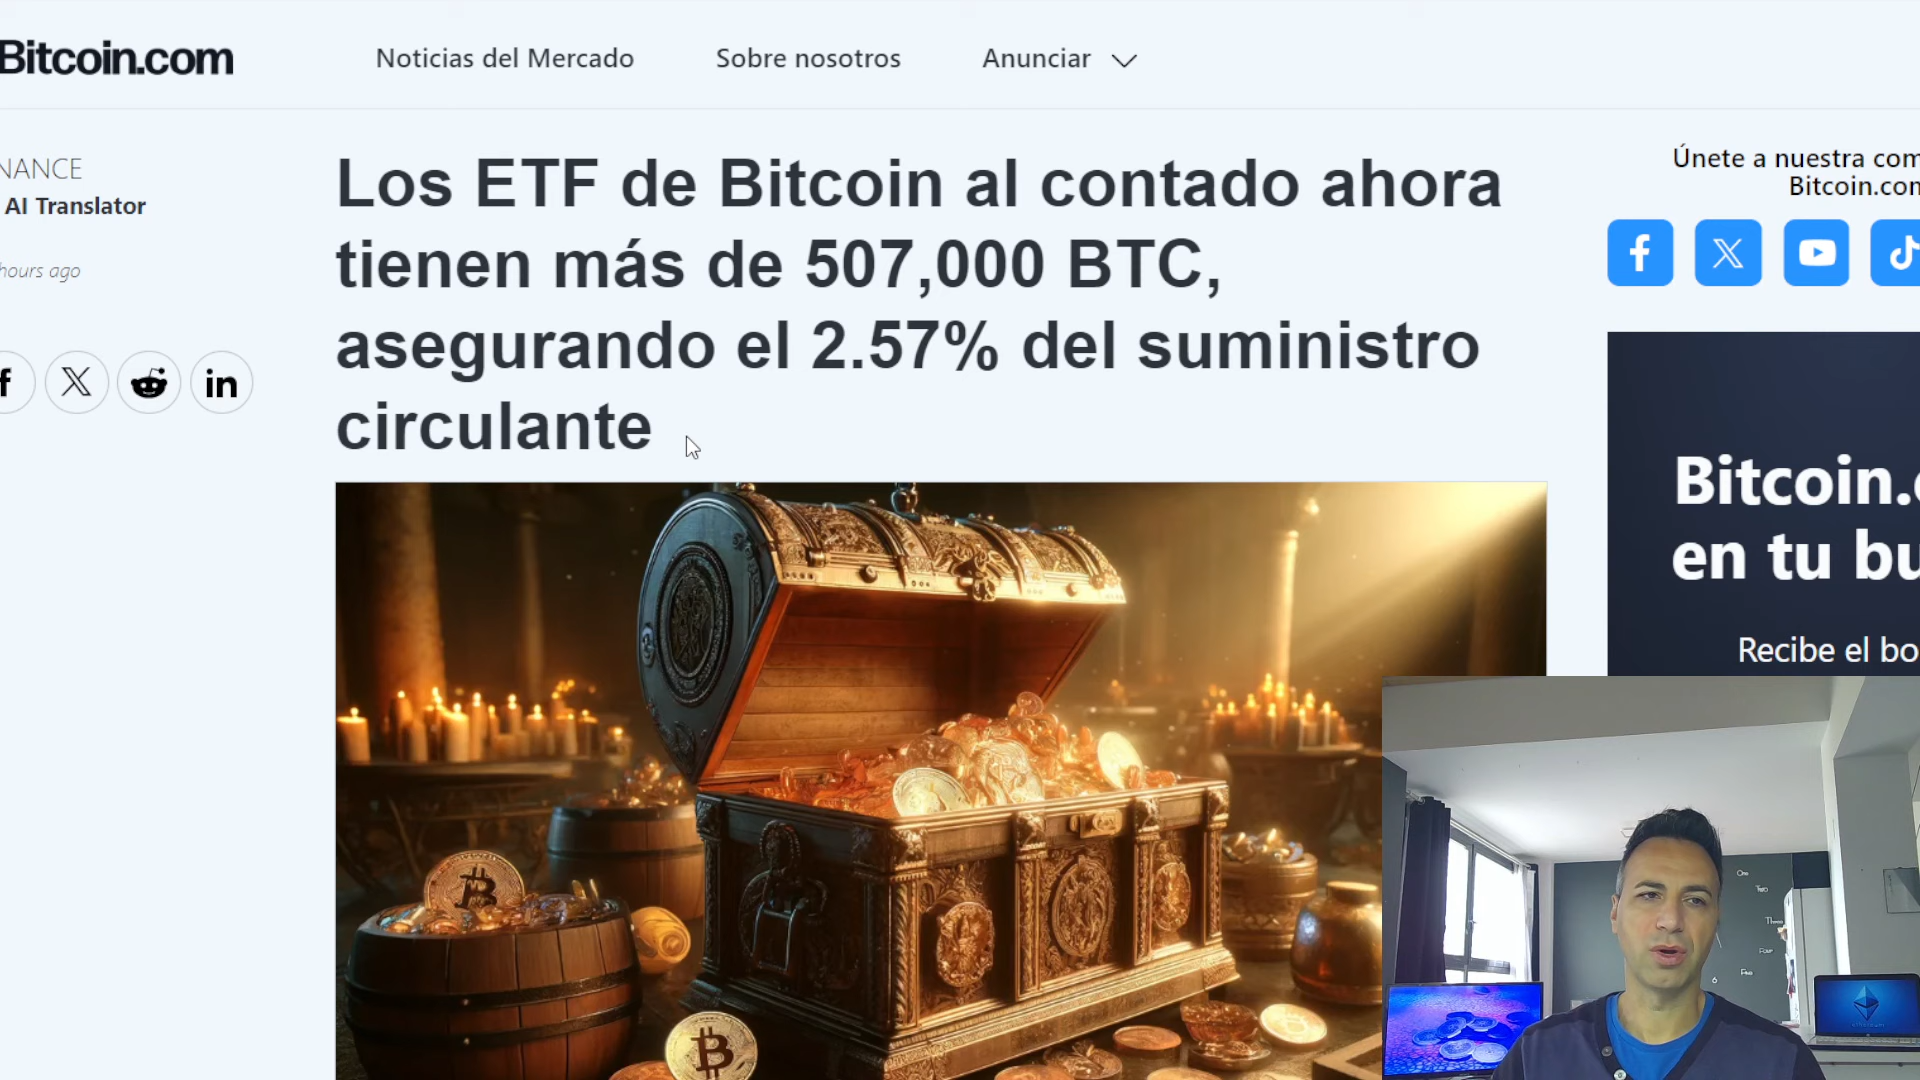 Bitcoin.com
Noticias del Mercado
Sobre nosotros
Anunciar
NANCE
AI Translator
hours ago
Los ETF de Bitcoin al contado ahora
tienen más de 507,000 BTC,
asegurando el 2.57% del suministro
circulante
Únete a nuestra com
Bitcoin.com
Bitcoin.c
en tu bu
Recibe el bo